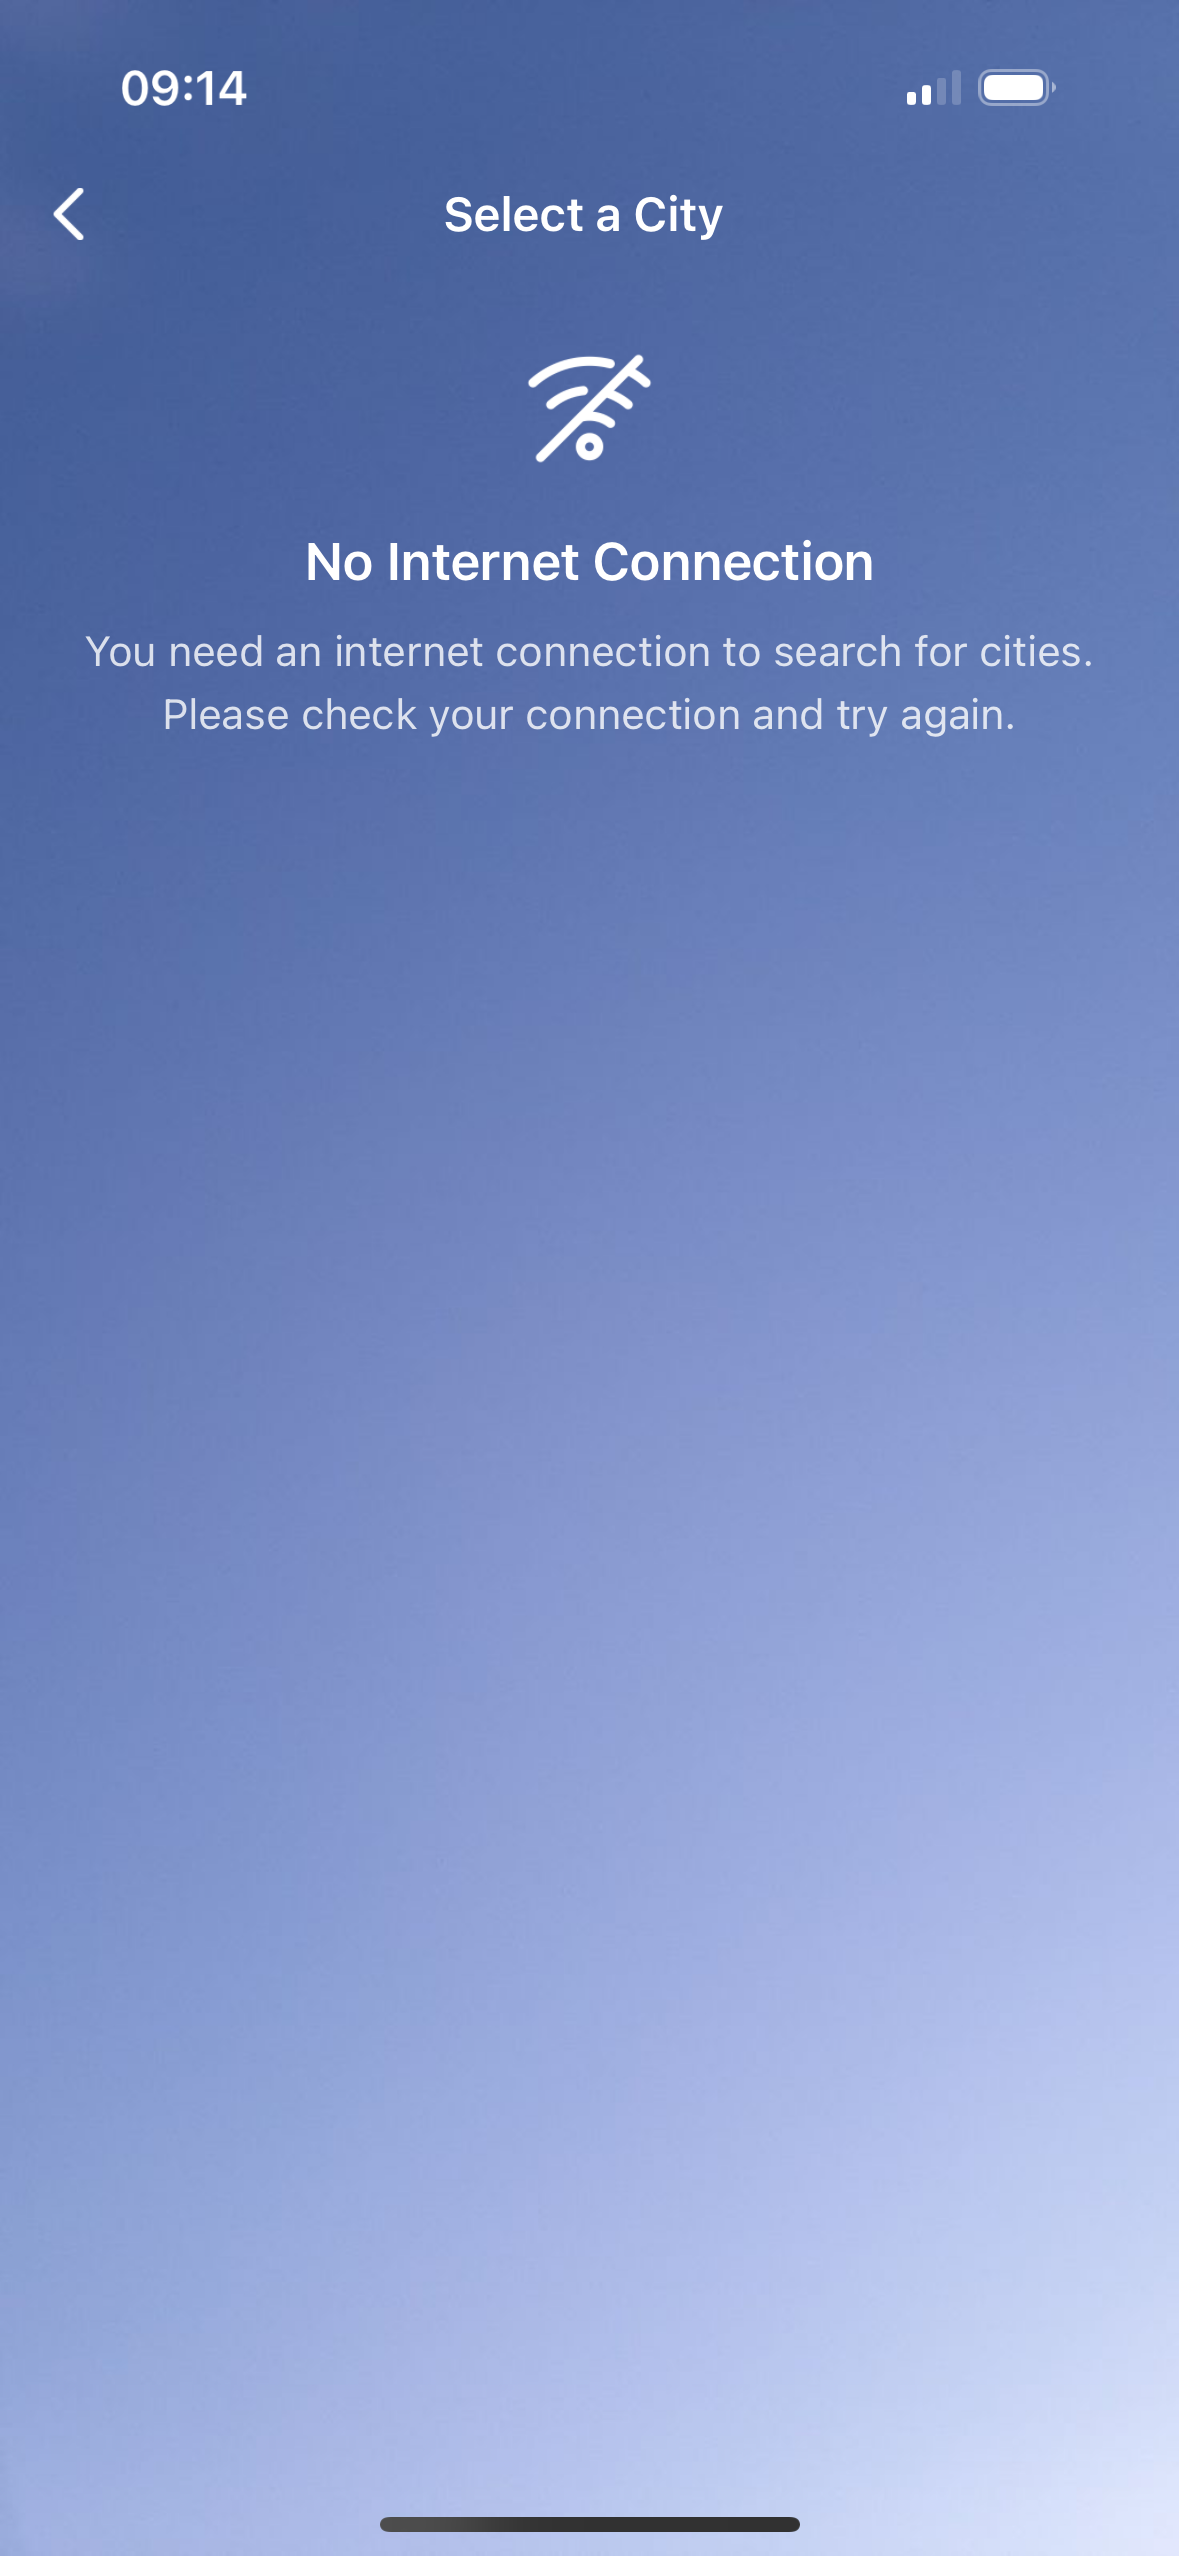 09:14
Select a City
No Internet Connection
You need an internet connection to search for cities.
Please check your connection and try again.